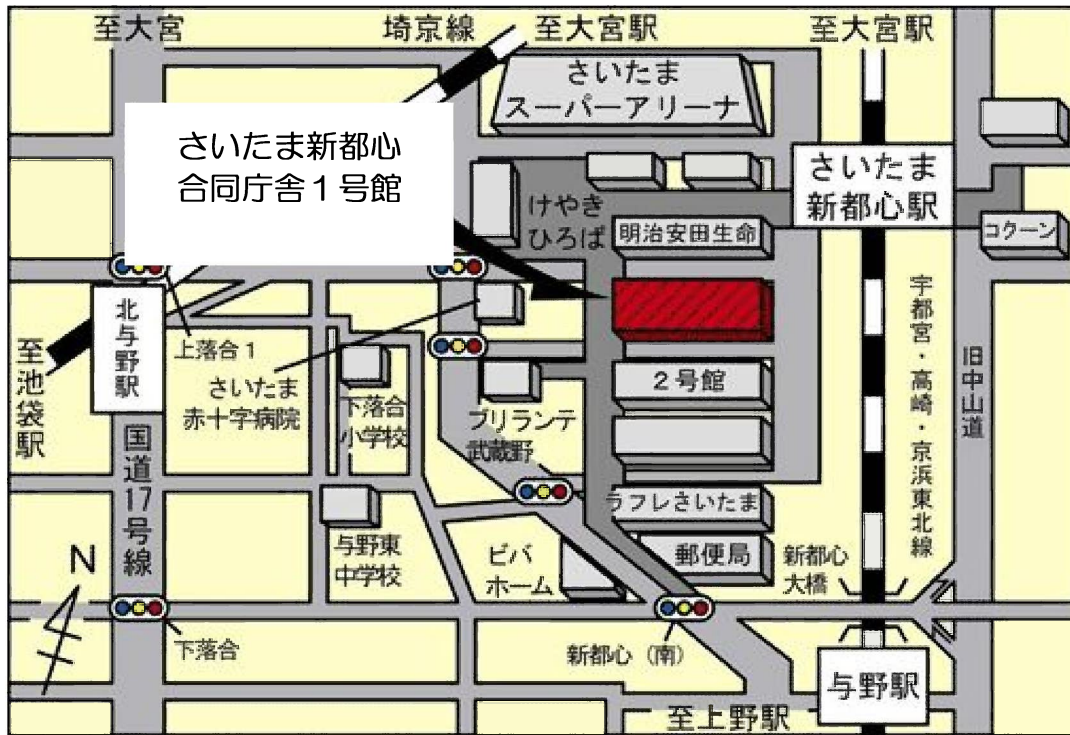 至大宮
埼京線
至大宮駅
至大宮駅
さいたま
スーパーアリーナ
さいたま新都心
合同庁舎1号館
さいたま
新都心駅
けやき
ひろば
明治安田生命
コクーン
北与野駅
上落合1
至池袋駅
さいたま
赤十字病院
下落合
小学校
2号館
ブリランテ
武蔵野
宇都宮・高崎・京浜東北線
旧中山道
国道17号線
ラフレさいたま
与野東
中学校
ビバ
ホーム
郵便局
新都心
大橋
N
下落合
新都心(南)
与野駅
至上野駅